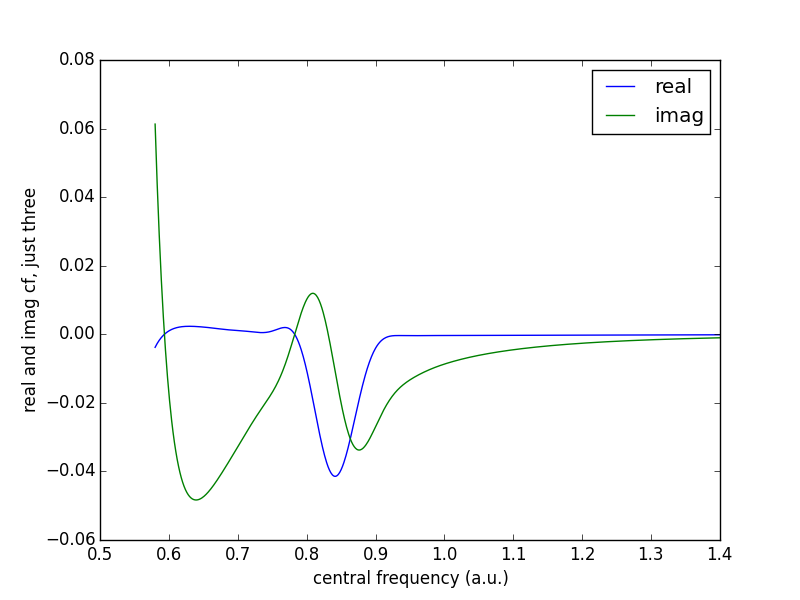 0.08
0.06
0.04
0.02
0.00
−0.02
−0.04
−0.06
real and imag cf, just three
real
imag
0.5 0.6 0.7 0.8 0.9 1.0 1.1 1.2 1.3 1.4
central frequency (a.u.)